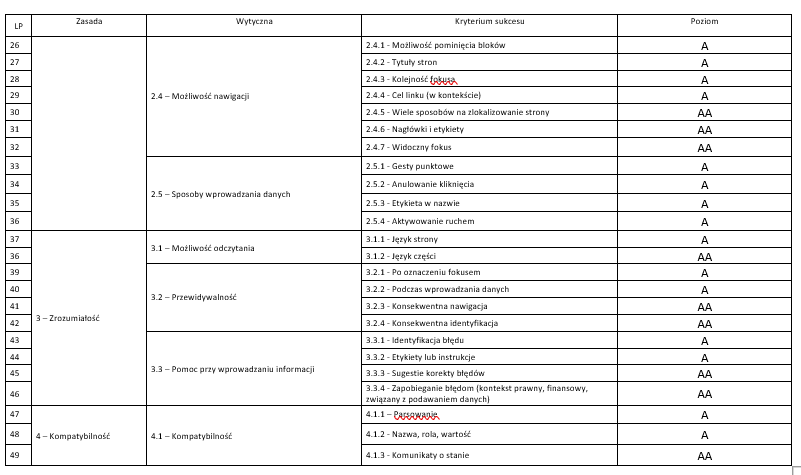 LP Zasada Wytyczna Kryterium sukcesu Poziom
26 2.4.1 - Możliwość pominięcia bloków A
27 2.4.2 - Tytuły stron A
28 2.4.3 - Kolejność fokusa A
29 2.4 – Możliwość nawigacji 2.4.4 - Cel linku (w kontekście) A
30 2.4.5 - Wiele sposobów na zlokalizowanie strony AA
31 2.4.6 - Nagłówki i etykiety AA
32 2.4.7 - Widoczny fokus AA
33 2.5.1 - Gesty punktowe A
34 2.5 – Sposoby wprowadzania danych 2.5.2 - Anulowanie kliknięcia A
35 2.5.3 - Etykieta w nazwie A
36 2.5.4 - Aktywowanie ruchem A
37 3.1 – Możliwość odczytania 3.1.1 - Język strony A
36 3.1.2 - Język części AA
39 3.2.1 - Po oznaczeniu fokusem A
40 3.2 – Przewidywalność 3.2.2 - Podczas wprowadzania danych A
41 3.2.3 - Konsekwentna nawigacja AA
42 3 – Zrozumiałość 3.2.4 - Konsekwentna identyfikacja AA
43 3.3.1 - Identyfikacja błędu A
44 3.3.2 - Etykiety lub instrukcje A
45 3.3 – Pomoc przy wprowadzaniu informacji 3.3.3 - Sugestie korekty błędów AA
46 3.3.4 - Zapobieganie błędom (kontekst prawny, finansowy, AA
związany z podawaniem danych)
47 4.1.1 – Parsowanie A
48 4 – Kompatybilność 4.1 – Kompatybilność 4.1.2 - Nazwa, rola, wartość A
49 4.1.3 - Komunikaty o stanie AA